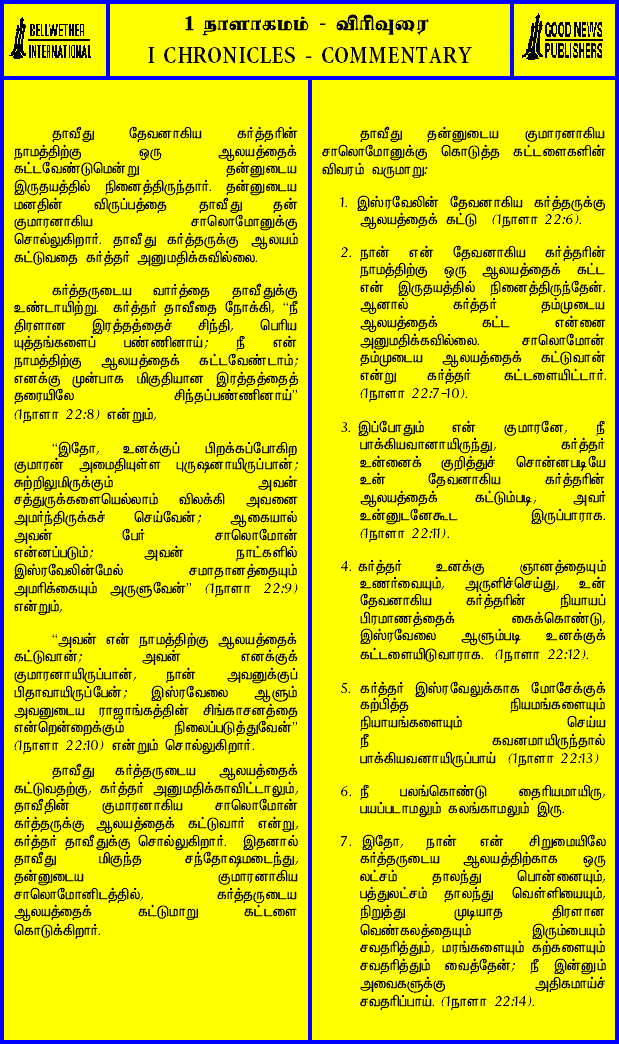 BELLWETHER
INTERNATIONAL
1 நாளாகமம் - விரிவுரை
I CHRONICLES - COMMENTARY
GOOD NEWS
PUBLISHERS
தாவீது தேவனாகிய கர்த்தரின்
நாமத்திற்கு ஒரு ஆலயத்தைக்
கட்டவேண்டுமென்று தன்னுடைய
இருதயத்தில் நினைத்திருந்தார். தன்னுடைய
மனதின் விருப்பத்தை தாவீது தன்
குமாரனாகிய சாலொமோனுக்கு
சொல்லுகிறார். தாவீது கர்த்தருக்கு ஆலயம்
கட்டுவதை கர்த்தர் அனுமதிக்கவில்லை.
கர்த்தருடைய வார்த்தை தாவீதுக்கு
உண்டாயிற்று. கர்த்தர் தாவீதை நோக்கி, “நீ
திரளான இரத்தத்தைச் சிந்தி, பெரிய
யுத்தங்களைப் பண்ணினாய்; நீ என்
நாமத்திற்கு ஆலயத்தைக் கட்டவேண்டாம்;
எனக்கு முன்பாக மிகுதியான இரத்தத்தைத்
தரையிலே சிந்தப்பண்ணினாய்”
(1நாளா 22:8) என்றும்,
“இதோ, உனக்குப் பிறக்கப்போகிற
குமாரன் அமைதியுள்ள புருஷனாயிருப்பான்;
சுற்றிலுமிருக்கும் அவன்
சத்துருக்களையெல்லாம் விலக்கி அவனை
அமர்ந்திருக்கச் செய்வேன்; ஆகையால்
அவன் பேர் சாலொமோன்
என்னப்படும்; அவன் நாட்களில்
இஸ்ரவேலின்மேல் சமாதானத்தையும்
அமரிக்கையும் அருளுவேன்” (1நாளா 22:9)
என்றும்,
“அவன் என் நாமத்திற்கு ஆலயத்தைக்
கட்டுவான்; அவன் எனக்குக்
குமாரனாயிருப்பான், நான் அவனுக்குப்
பிதாவாயிருப்பேன்; இஸ்ரவேலை ஆளும்
அவனுடைய ராஜாங்கத்தின் சிங்காசனத்தை
என்றென்றைக்கும் நிலைப்படுத்துவேன்”
(1நாளா 22:10) என்றும் சொல்லுகிறார்.
தாவீது கர்த்தருடைய ஆலயத்தைக்
கட்டுவதற்கு, கர்த்தர் அனுமதிக்காவிட்டாலும்,
தாவீதின் குமாரனாகிய சாலொமோன்
கர்த்தருக்கு ஆலயத்தைக் கட்டுவார் என்று,
கர்த்தர் தாவீதுக்கு சொல்லுகிறார். இதனால்
தாவீது மிகுந்த சந்தோஷமடைந்து,
தன்னுடைய குமாரனாகிய
சாலொமோனிடத்தில், கர்த்தருடைய
ஆலயத்தைக் கட்டுமாறு கட்டளை
கொடுக்கிறார்.
தாவீது தன்னுடைய குமாரனாகிய
சாலொமோனுக்கு கொடுத்த கட்டளைகளின்
விவரம் வருமாறு:
1. இஸ்ரவேலின் தேவனாகிய கர்த்தருக்கு
ஆலயத்தைக் கட்டு (1நாளா 22:6).
2. நான் என் தேவனாகிய கர்த்தரின்
நாமத்திற்கு ஒரு ஆலயத்தைக் கட்ட
என் இருதயத்தில் நினைத்திருந்தேன்.
ஆனால் கர்த்தர் தம்முடைய
ஆலயத்தைக் கட்ட என்னை
அனுமதிக்கவில்லை. சாலொமோன்
தம்முடைய ஆலயத்தைக் கட்டுவான்
என்று கர்த்தர் கட்டளையிட்டார்.
(1நாளா 22:7-10).
3. இப்போதும் என் குமாரனே, நீ
பாக்கியவானாயிருந்து, கர்த்தர்
உன்னைக் குறித்துச் சொன்னபடியே
உன் தேவனாகிய கர்த்தரின்
ஆலயத்தைக் கட்டும்படி, அவர்
உன்னுடனேகூட இருப்பாராக.
(1நாளா 22:11).
4. கர்த்தர் உனக்கு ஞானத்தையும்
உணர்வையும், அருளிச்செய்து, உன்
தேவனாகிய கர்த்தரின் நியாயப்
பிரமாணத்தைக் கைக்கொண்டு,
இஸ்ரவேலை ஆளும்படி உனக்குக்
கட்டளையிடுவாராக. (1நாளா 22:12).
5. கர்த்தர் இஸ்ரவேலுக்காக மோசேக்குக்
கற்பித்த நியமங்களையும்
நியாயங்களையும் செய்ய
நீ கவனமாயிருந்தால்
பாக்கியவானாயிருப்பாய் (1நாளா 22:13)
6. நீ பலங்கொண்டு தைரியமாயிரு,
பயப்படாமலும் கலங்காமலும் இரு.
7. இதோ, நான் என் சிறுமையிலே
கர்த்தருடைய ஆலயத்திற்காக ஒரு
லட்சம் தாலந்து பொன்னையும்,
பத்துலட்சம் தாலந்து வெள்ளியையும்,
நிறுத்து முடியாத திரளான
வெண்கலத்தையும் இரும்பையும்
சவதரித்தும், மரங்களையும் கற்களையும்
சவதரித்தும் வைத்தேன்; நீ இன்னும்
அவைகளுக்கு அதிகமாய்ச்
சவதரிப்பாய். (1நாளா 22:14).